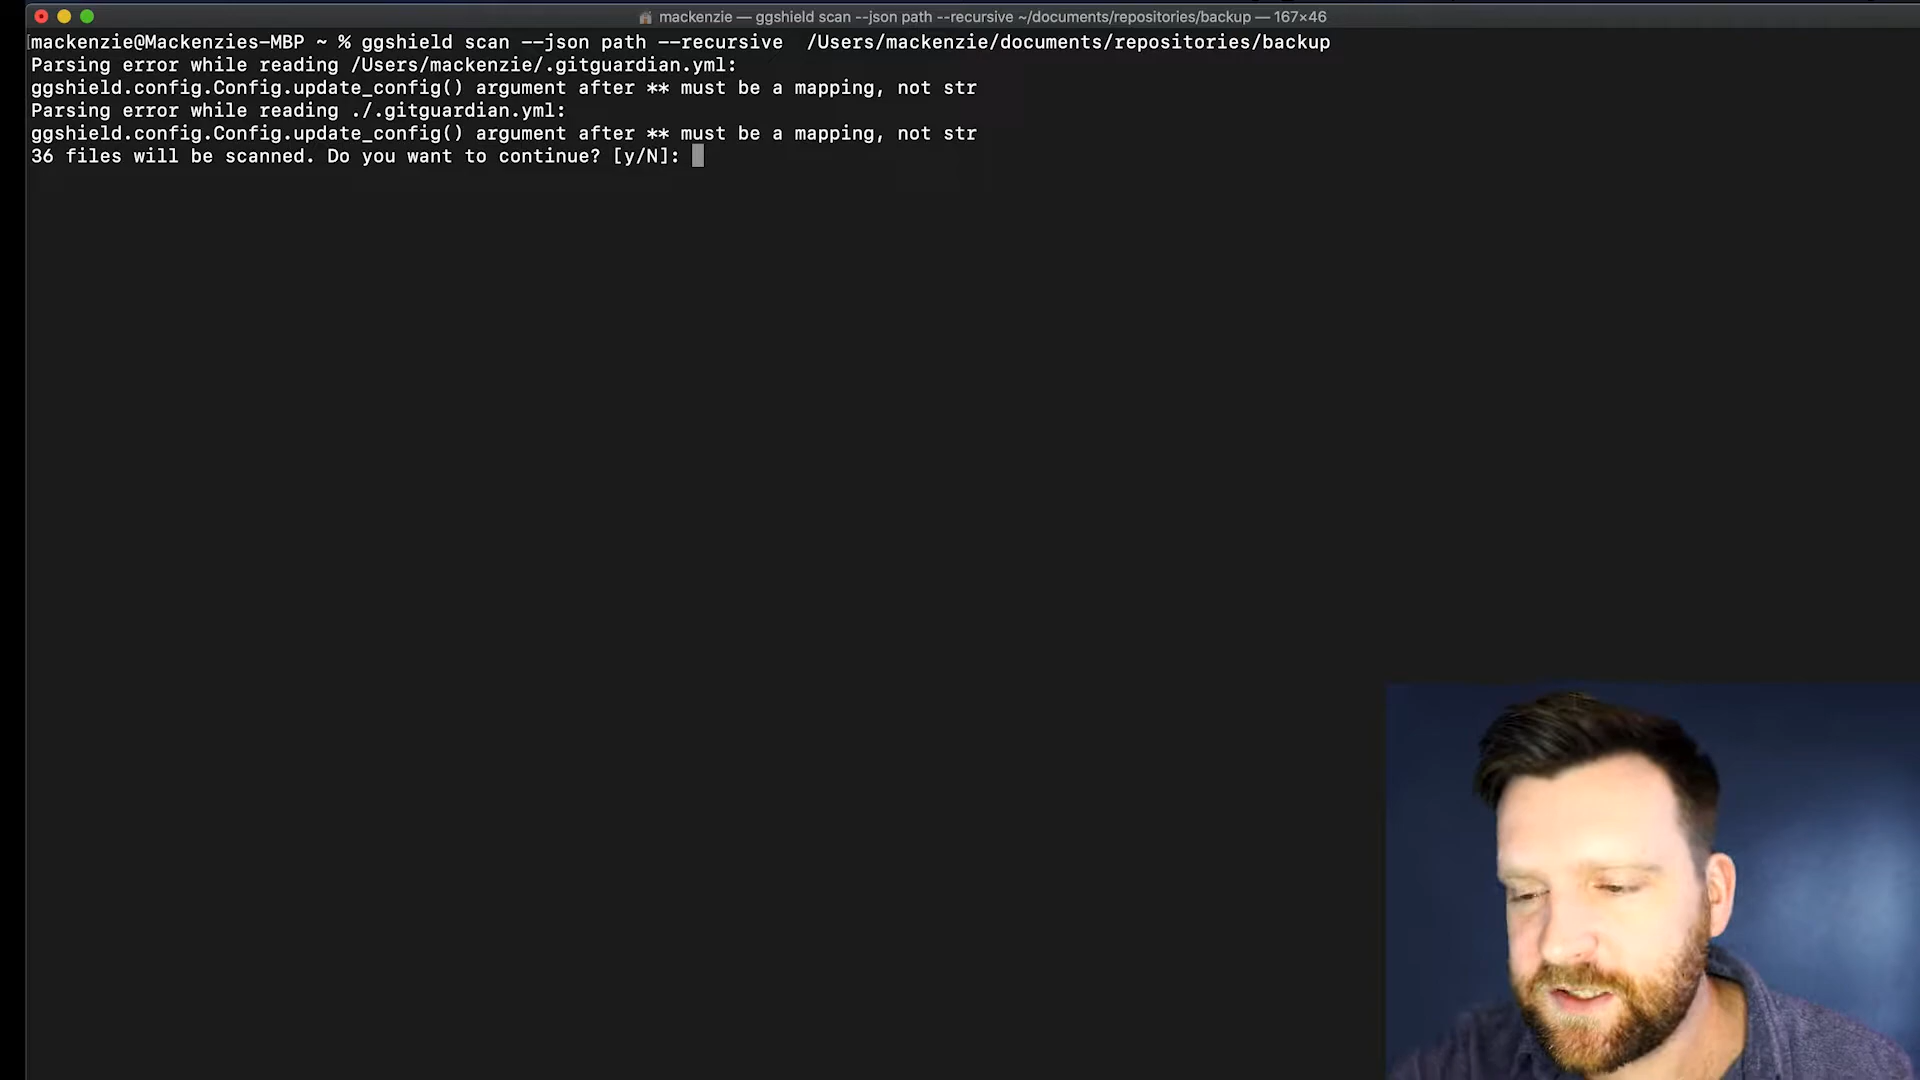 mackenzie — ggshield scan --json path --recursive ~/documents/repositories/backup — 167×46
[mackenzie@Mackenzies-MBP ~ % ggshield scan --json path --recursive  /Users/mackenzie/documents/repositories/backup
Parsing error while reading /Users/mackenzie/.gitguardian.yml:
ggshield.config.Config.update_config() argument after ** must be a mapping, not str
Parsing error while reading ./.gitguardian.yml:
ggshield.config.Config.update_config() argument after ** must be a mapping, not str
36 files will be scanned. Do you want to continue? [y/N]: